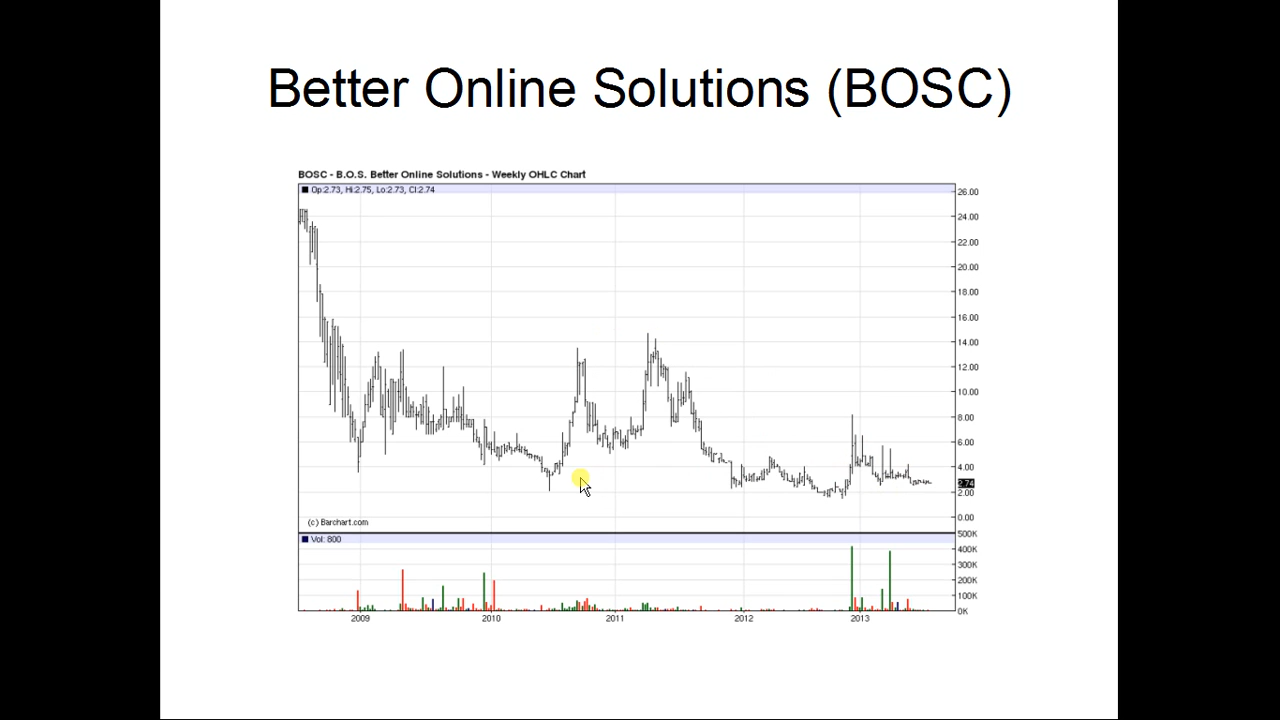 Better Online Solutions (BOSC)
BOSC - B.O.S. Better Online Solutions - Weekly OHLC Chart
Op:2.73, Hi:2.75, Lo:2.73, Cl:2.74
26.00
24.00
22.00
20.00
18.00
16.00
14.00
12.00
10.00
8.00
6.00
4.00
2.74
2.00
0.00
(c) Barchart.com
Vol: 800
500K
400K
300K
200K
100K
0K
2009 2010 2011 2012 2013